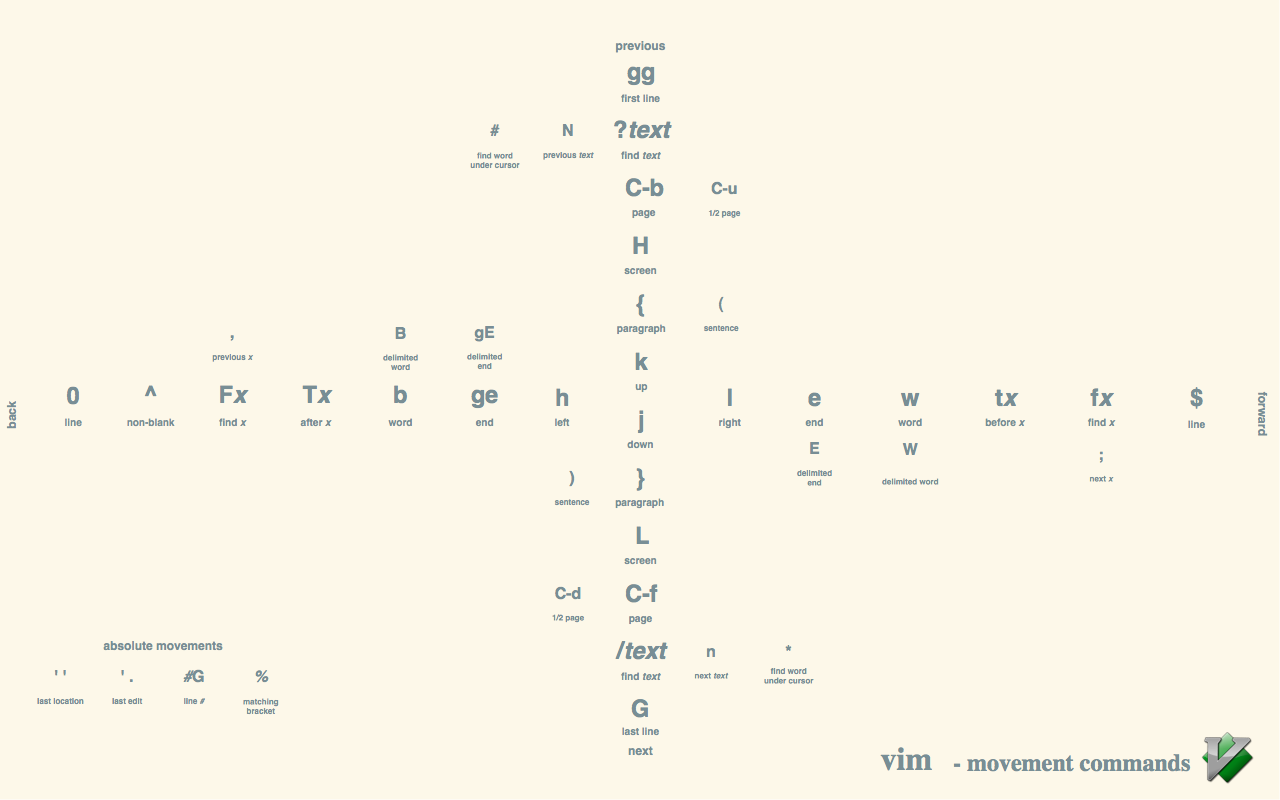 previous
gg
first line
# N ?text
find word
under cursor
previous text
find text
C-b C-u
page 1/2 page
H
screen
{ (
paragraph sentence
, B gE
previous x
delimited
word
delimited
end
k
up
back
0 ^ Fx Tx b ge h l e w tx fx $
line non-blank find x after x word end left right end word before x find x line
forward
j
down
E W ;
delimited
end
delimited word
next x
) }
sentence paragraph
L
screen
C-d C-f
1/2 page page
/text n *
find text next text
find word
under cursor
G
last line
next
absolute movements
' ' ' . #G %
last location last edit line #
matching
bracket
vim - movement commands